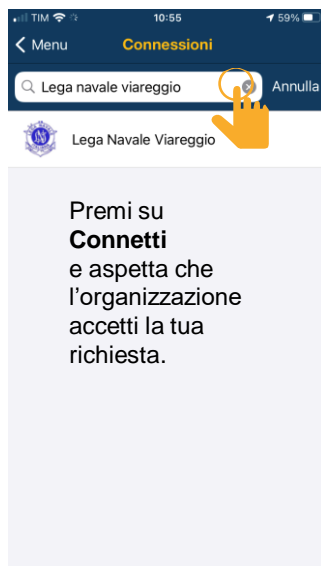 TIM 10:55 59%
Menu Connessioni
Lega navale viareggio Annulla
Lega Navale Viareggio
Premi su
Connetti
e aspetta che
l'organizzazione
accetti la tua
richiesta.